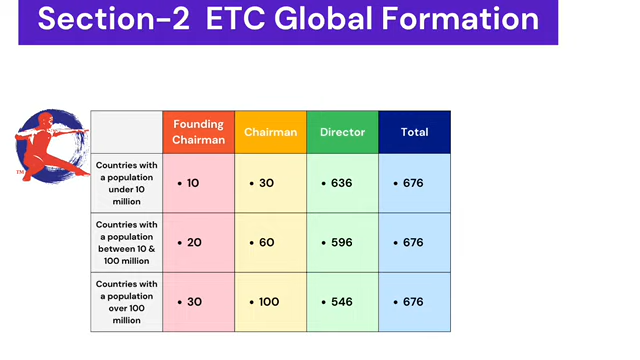 Section-2 ETC Global Formation
Founding
Chairman
Chairman
Director
Total
Countries with
a population
under 10
million
• 10
• 30
• 636
• 676
Countries with
a population
between 10 &
100 million
• 20
• 60
• 596
• 676
Countries with
a population
over 100
million
• 30
• 100
• 546
• 676
TM